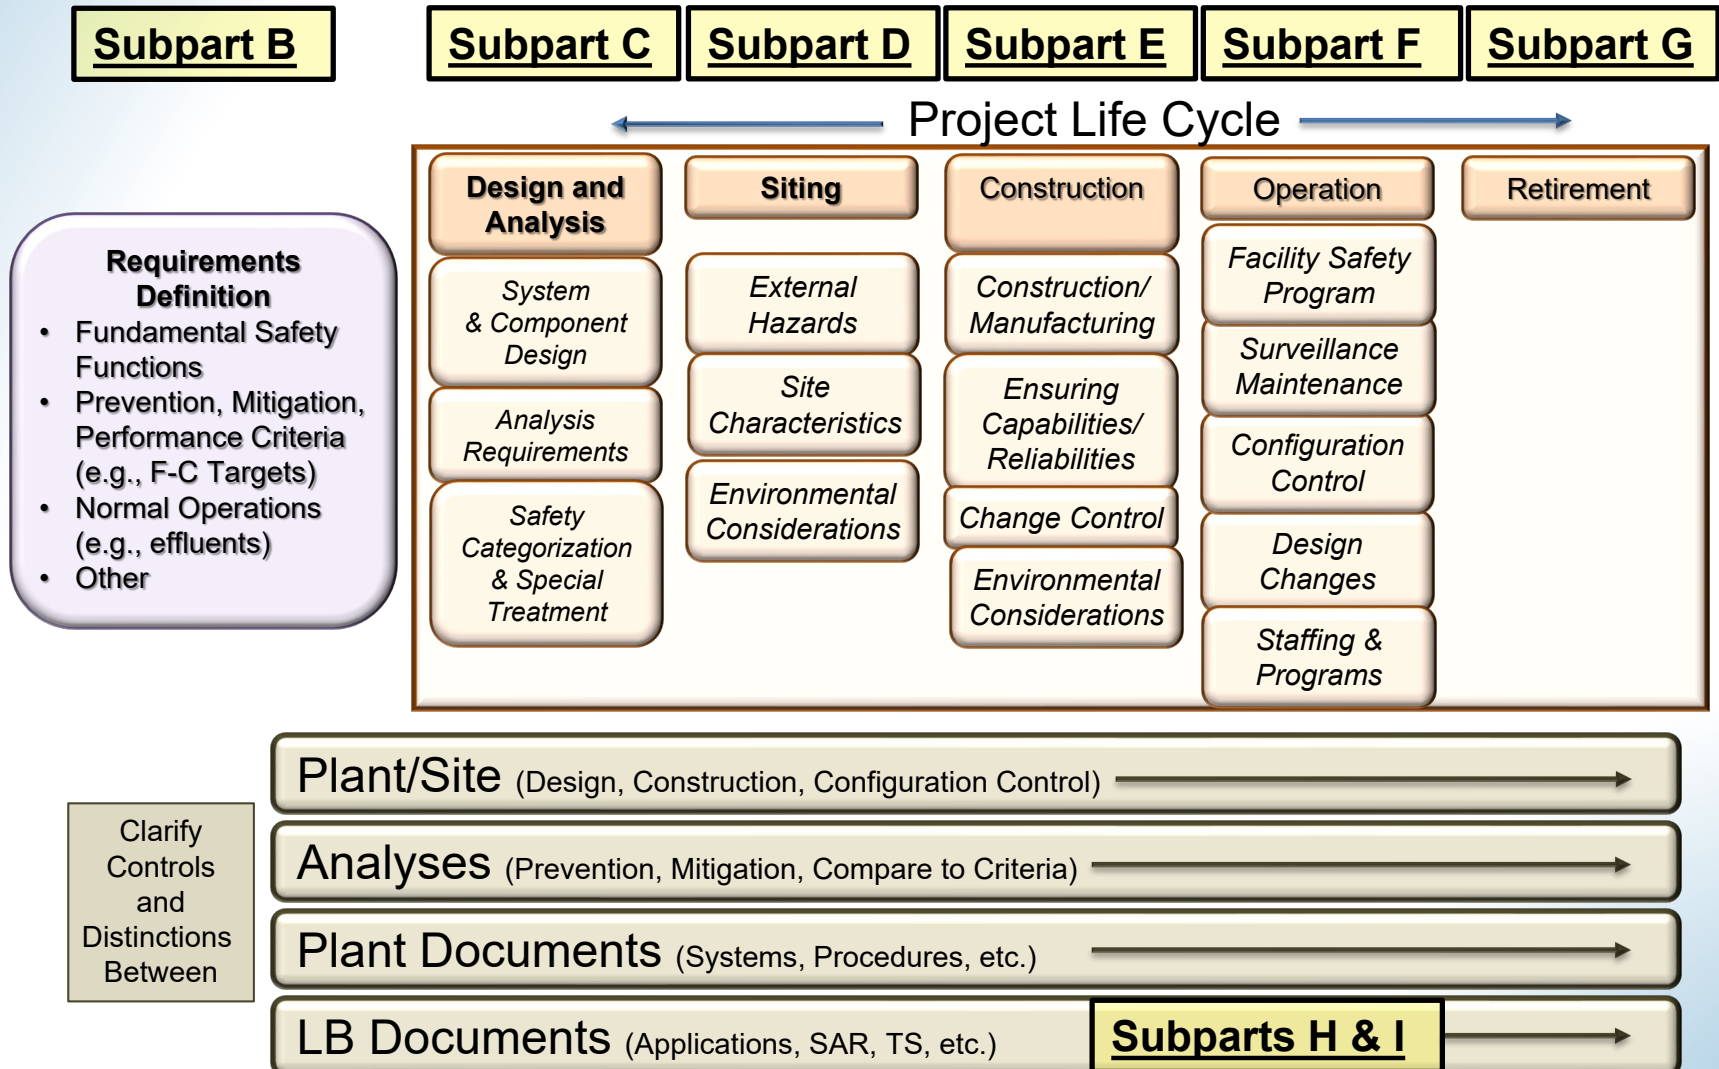 Subpart B
Subpart C
Subpart D
Subpart E
Subpart F
Subpart G
Project Life Cycle
Requirements
Definition
• Fundamental Safety
Functions
• Prevention, Mitigation,
Performance Criteria
(e.g., F-C Targets)
• Normal Operations
(e.g., effluents)
• Other
Design and
Analysis
System
& Component
Design
Analysis
Requirements
Safety
Categorization
& Special
Treatment
Siting
External
Hazards
Site
Characteristics
Environmental
Considerations
Construction
Construction/
Manufacturing
Ensuring
Capabilities/
Reliabilities
Change Control
Environmental
Considerations
Operation
Facility Safety
Program
Surveillance
Maintenance
Configuration
Control
Design
Changes
Staffing &
Programs
Retirement
Clarify
Controls
and
Distinctions
Between
Plant/Site (Design, Construction, Configuration Control)
Analyses (Prevention, Mitigation, Compare to Criteria)
Plant Documents (Systems, Procedures, etc.)
LB Documents (Applications, SAR, TS, etc.)
Subparts H & I